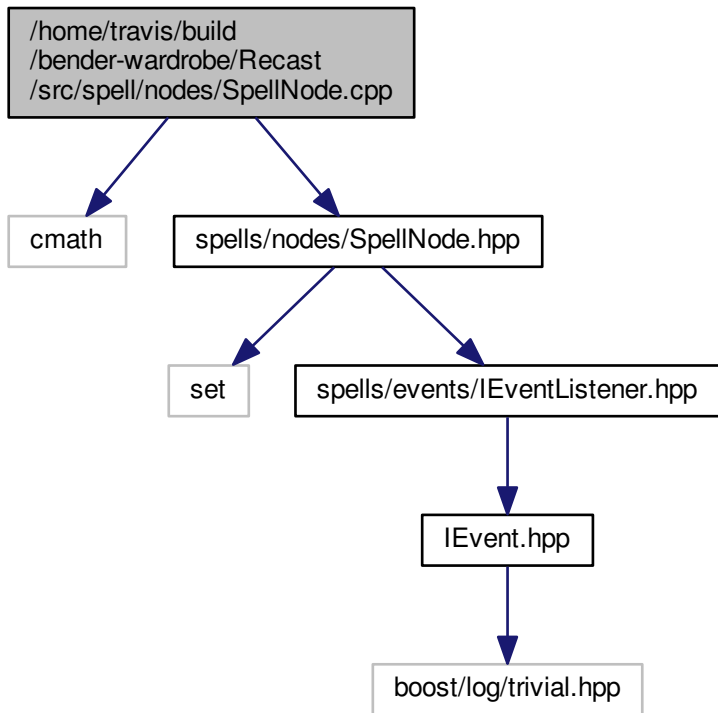 /home/travis/build
/bender-wardrobe/Recast
/src/spell/nodes/SpellNode.cpp
cmath
spells/nodes/SpellNode.hpp
set
spells/events/IEventListener.hpp
IEvent.hpp
boost/log/trivial.hpp